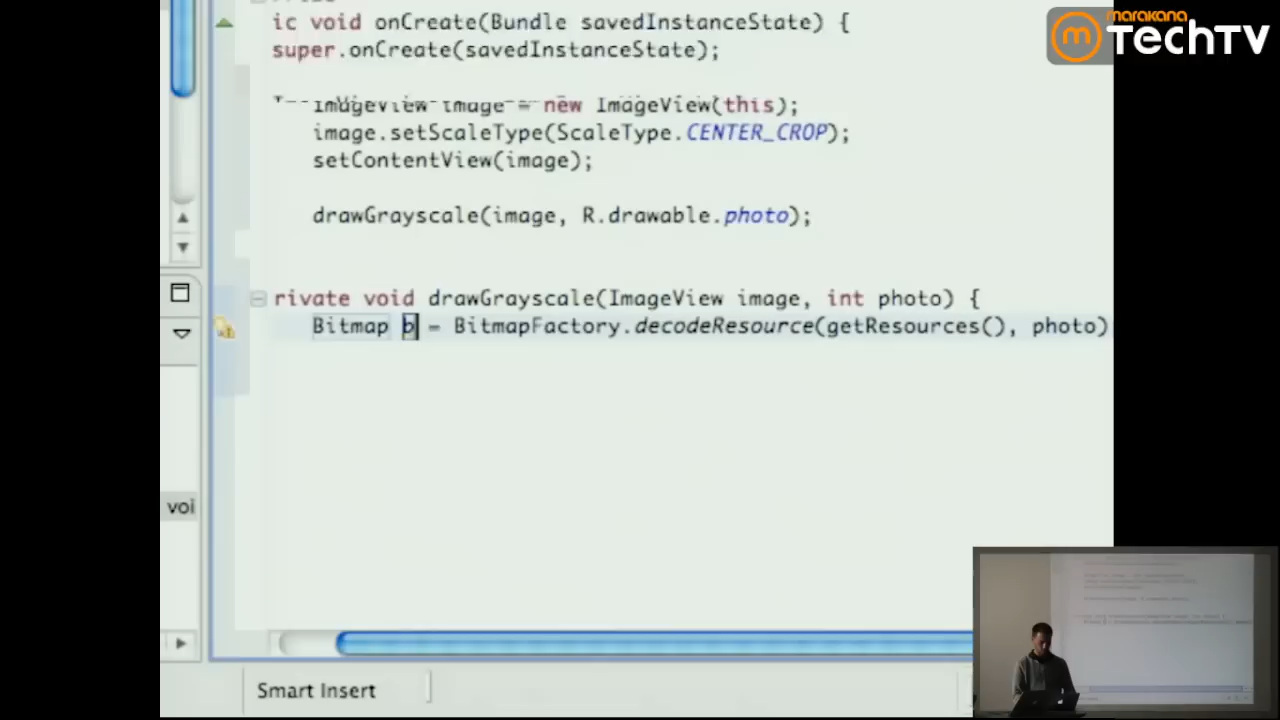 ic void onCreate(Bundle savedInstanceState) {
super.onCreate(savedInstanceState);
ImageView image = new ImageView(this);
image.setScaleType(ScaleType.CENTER_CROP);
setContentView(image);
drawGrayscale(image, R.drawable.photo);
rivate void drawGrayscale(ImageView image, int photo) {
Bitmap b = BitmapFactory.decodeResource(getResources(), photo)
voi
Smart Insert
marakana
TechTV